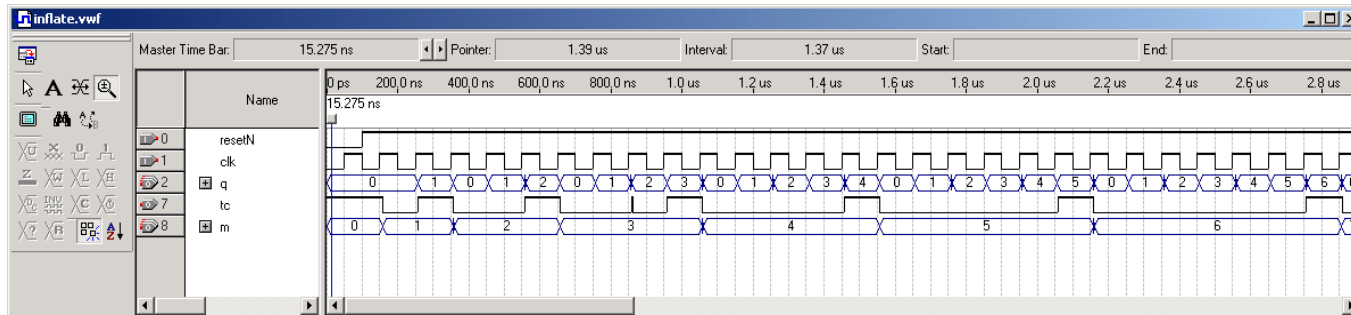 inflate.vwf
Master Time Bar: 15.275 ns Pointer: 1.39 us Interval: 1.37 us Start: End:
Name
0 ps 200.0 ns 400.0 ns 600.0 ns 800.0 ns 1.0 us 1.2 us 1.4 us 1.6 us 1.8 us 2.0 us 2.2 us 2.4 us 2.6 us 2.8 us
15.275 ns
0 resetN
1 clk
2 q 0 1 0 1 2 0 1 2 3 0 1 2 3 4 0 1 2 3 4 5 0 1 2 3 4 5 6 0
7 tc
8 m 0 1 2 3 4 5 6